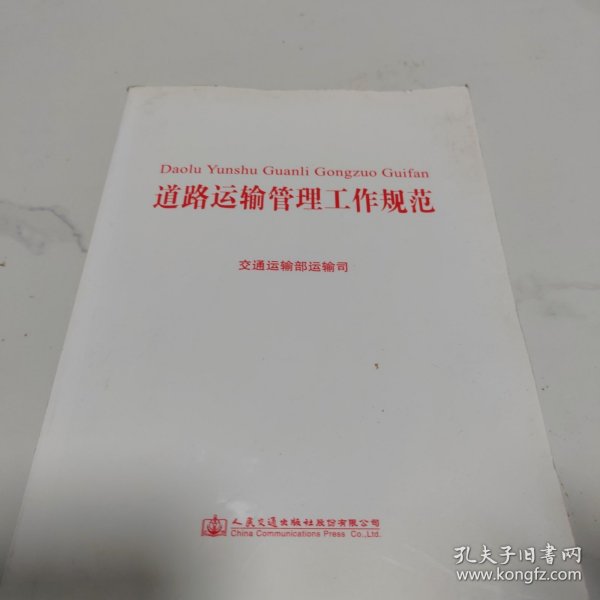 Daolu Yunshu Guanli Gongzuo Guifan
道路运输管理工作规范
交通运输部运输司
人民交通出版社股份有限公司
China Communications Press Co.,Ltd.
孔夫子旧书网
www.kongfz.com